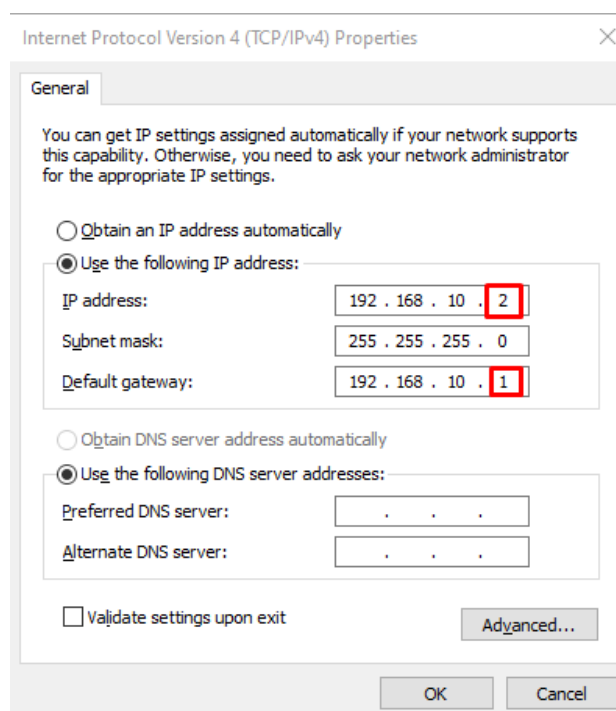 Internet Protocol Version 4 (TCP/IPv4) Properties
General
You can get IP settings assigned automatically if your network supports
this capability. Otherwise, you need to ask your network administrator
for the appropriate IP settings.
Obtain an IP address automatically
Use the following IP address:
IP address: 192 . 168 . 10 . 2
Subnet mask: 255 . 255 . 255 . 0
Default gateway: 192 . 168 . 10 . 1
Obtain DNS server address automatically
Use the following DNS server addresses:
Preferred DNS server: . . .
Alternate DNS server: . . .
Validate settings upon exit
Advanced...
OK Cancel